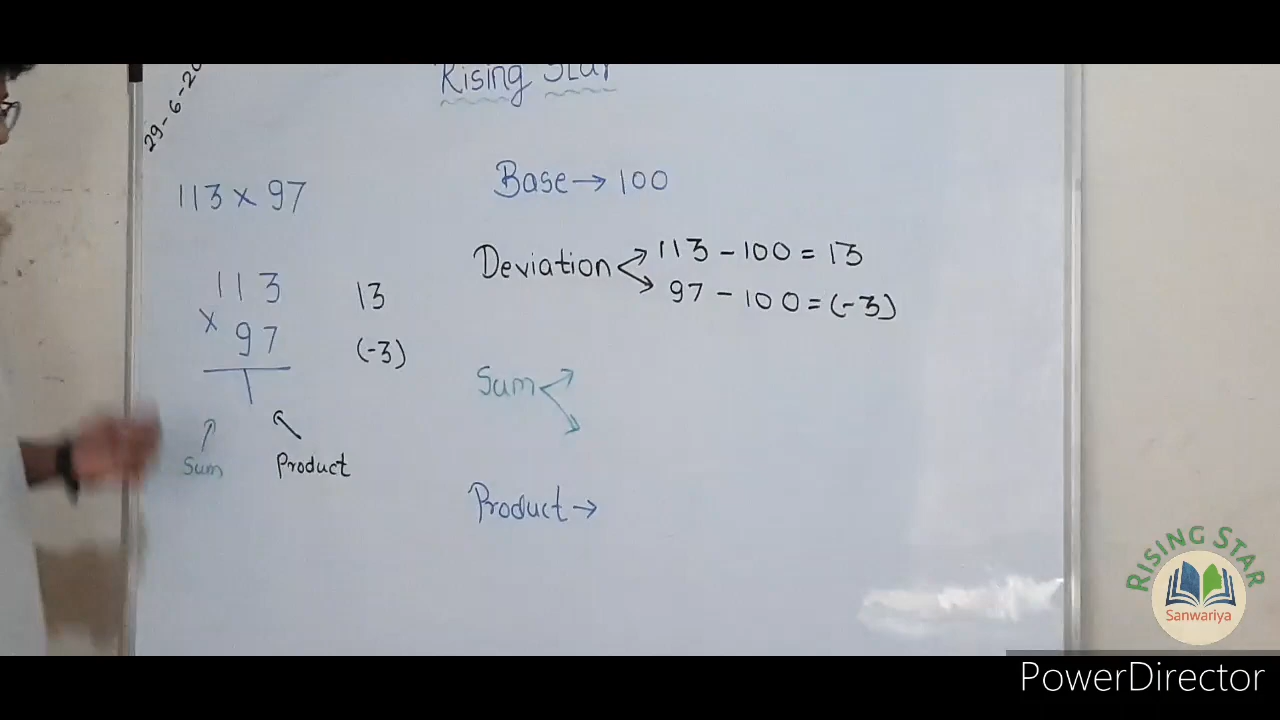 Rising Star
29-6-20
113 x 97
Base → 100
Deviation
113 - 100 = 13
97 - 100 = (-3)
113 13
x 97 (-3)
Sum
Product
Sum
Product →
RISING STAR
Sanwariya
PowerDirector